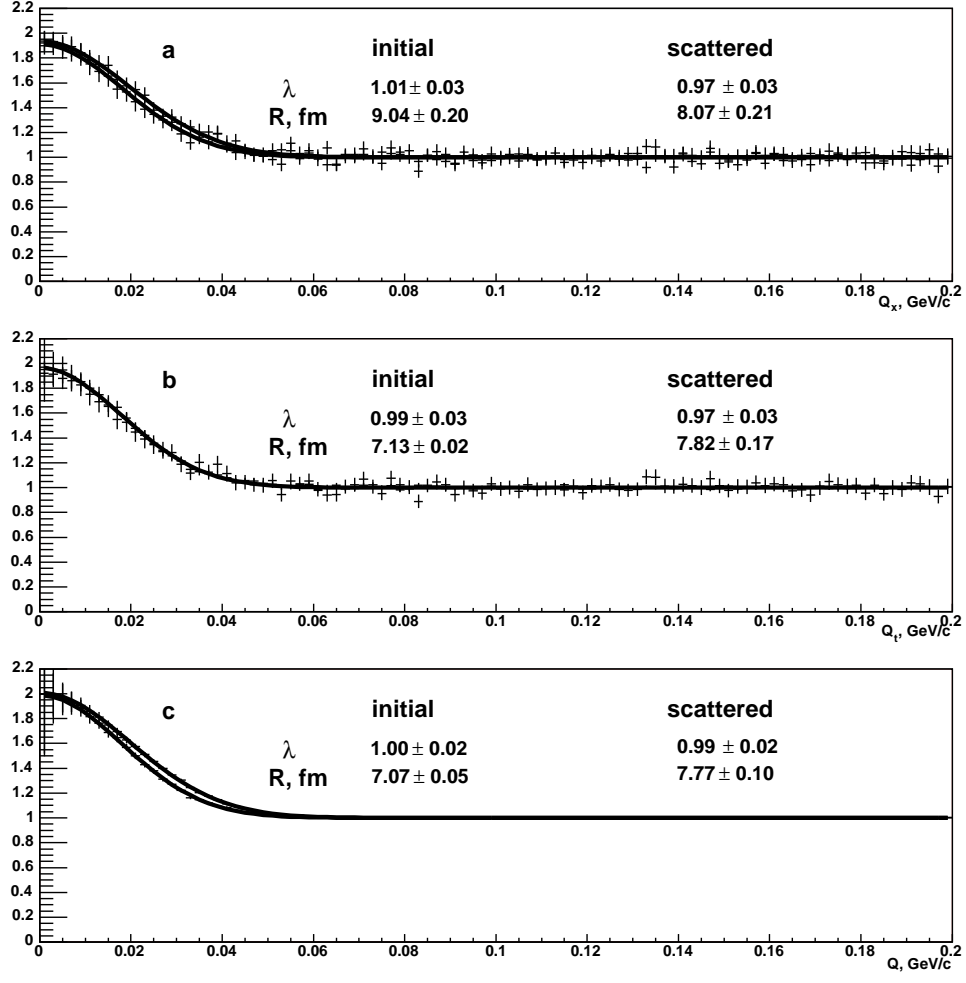 2.2
2
1.8
1.6
1.4
1.2
1
0.8
0.6
0.4
0.2
0
a initial scattered
λ 1.01 ± 0.03 0.97 ± 0.03
R, fm 9.04 ± 0.20 8.07 ± 0.21
0 0.02 0.04 0.06 0.08 0.1 0.12 0.14 0.16 0.18 0.2
Qx, GeV/c
2.2
2
1.8
1.6
1.4
1.2
1
0.8
0.6
0.4
0.2
0
b initial scattered
λ 0.99 ± 0.03 0.97 ± 0.03
R, fm 7.13 ± 0.02 7.82 ± 0.17
0 0.02 0.04 0.06 0.08 0.1 0.12 0.14 0.16 0.18 0.2
Qt, GeV/c
2.2
2
1.8
1.6
1.4
1.2
1
0.8
0.6
0.4
0.2
0
c initial scattered
λ 1.00 ± 0.02 0.99 ± 0.02
R, fm 7.07 ± 0.05 7.77 ± 0.10
0 0.02 0.04 0.06 0.08 0.1 0.12 0.14 0.16 0.18 0.2
Q, GeV/c